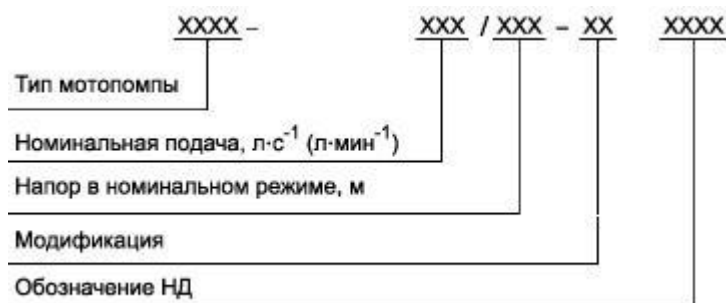 XXXX – XXX / XXX – XX XXXX
Тип мотопомпы
Номинальная подача, л·с⁻¹ (л·мин⁻¹)
Напор в номинальном режиме, м
Модификация
Обозначение НД